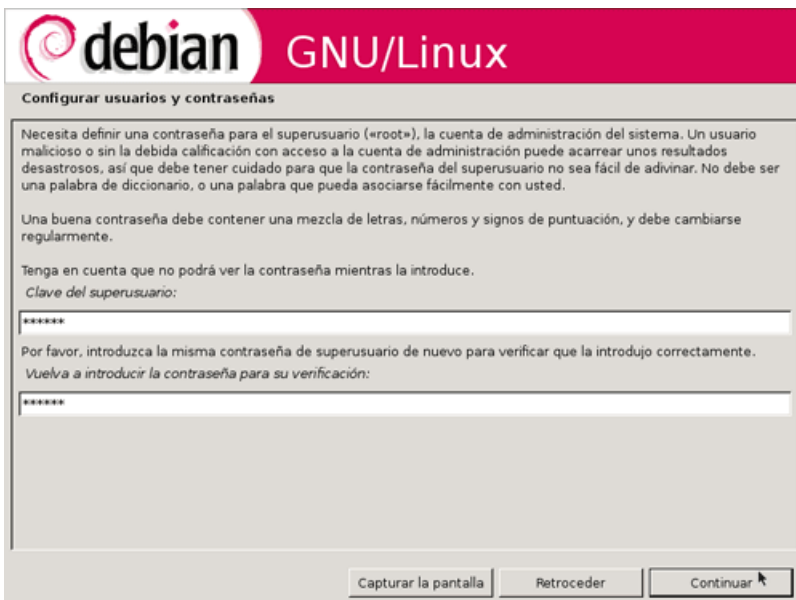 debian GNU/Linux
Configurar usuarios y contraseñas
Necesita definir una contraseña para el superusuario («root»), la cuenta de administración del sistema. Un usuario
malicioso o sin la debida calificación con acceso a la cuenta de administración puede acarrear unos resultados
desastrosos, así que debe tener cuidado para que la contraseña del superusuario no sea fácil de adivinar. No debe ser
una palabra de diccionario, o una palabra que pueda asociarse fácilmente con usted.
Una buena contraseña debe contener una mezcla de letras, números y signos de puntuación, y debe cambiarse
regularmente.
Tenga en cuenta que no podrá ver la contraseña mientras la introduce.
Clave del superusuario:
******
Por favor, introduzca la misma contraseña de superusuario de nuevo para verificar que la introdujo correctamente.
Vuelva a introducir la contraseña para su verificación:
******
Capturar la pantalla Retroceder Continuar